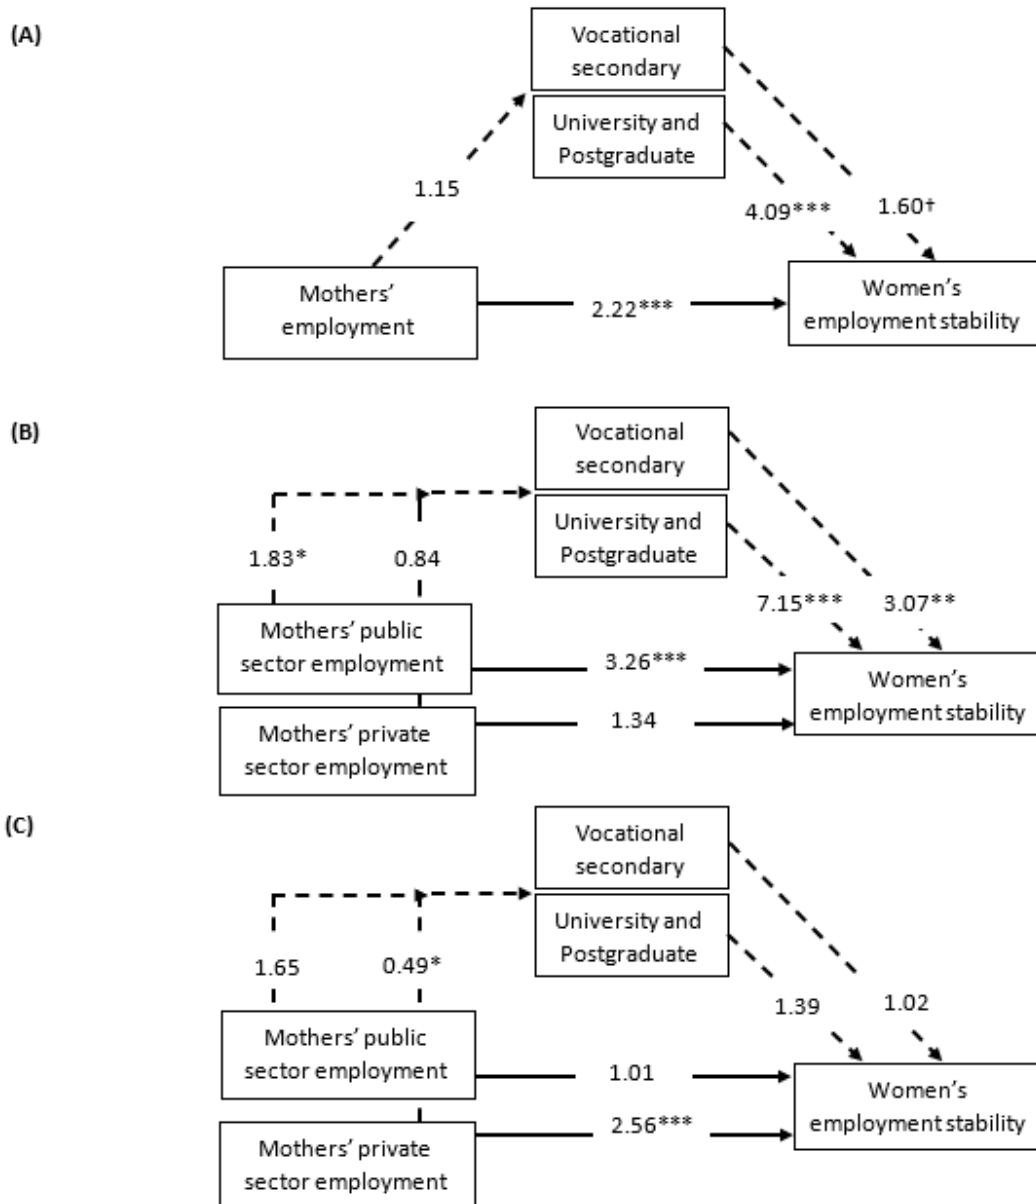 (A)
Vocational
secondary
University and
Postgraduate
1.15
4.09***
1.60†
Mothers’
employment
2.22***
Women’s
employment stability
(B)
Vocational
secondary
University and
Postgraduate
1.83*
0.84
7.15***
3.07**
Mothers’ public
sector employment
3.26***
Women’s
employment stability
1.34
Mothers’ private
sector employment
(C)
Vocational
secondary
University and
Postgraduate
1.65
0.49*
1.39
1.02
Mothers’ public
sector employment
1.01
Women’s
employment stability
2.56***
Mothers’ private
sector employment